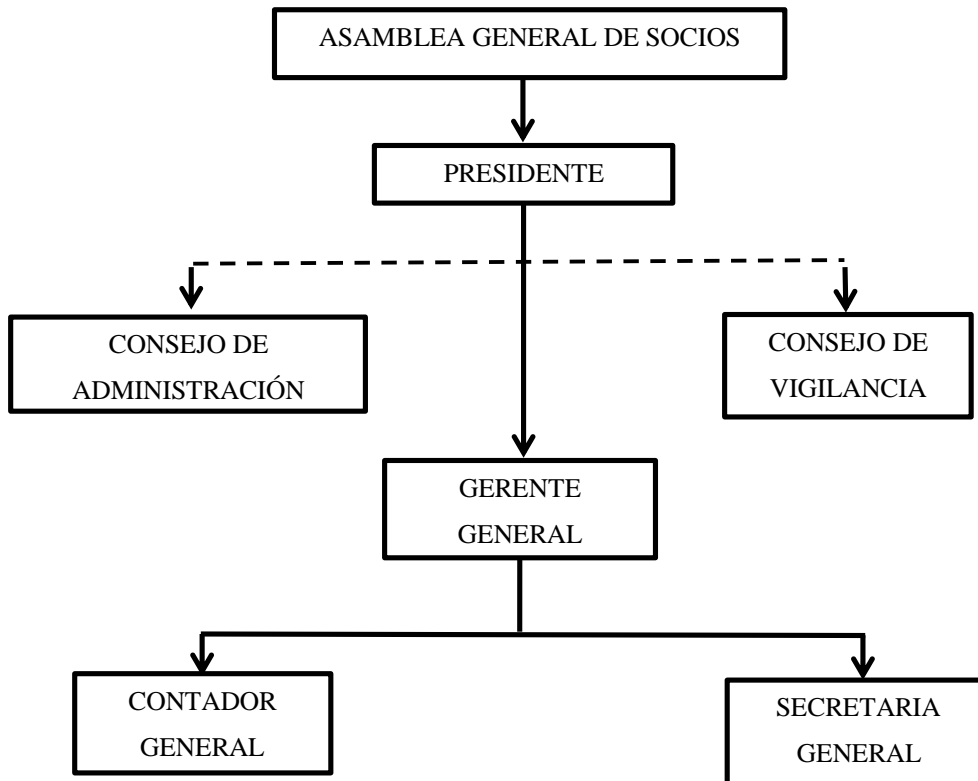 ASAMBLEA GENERAL DE SOCIOS
PRESIDENTE
CONSEJO DE
ADMINISTRACIÓN
CONSEJO DE
VIGILANCIA
GERENTE
GENERAL
CONTADOR
GENERAL
SECRETARIA
GENERAL